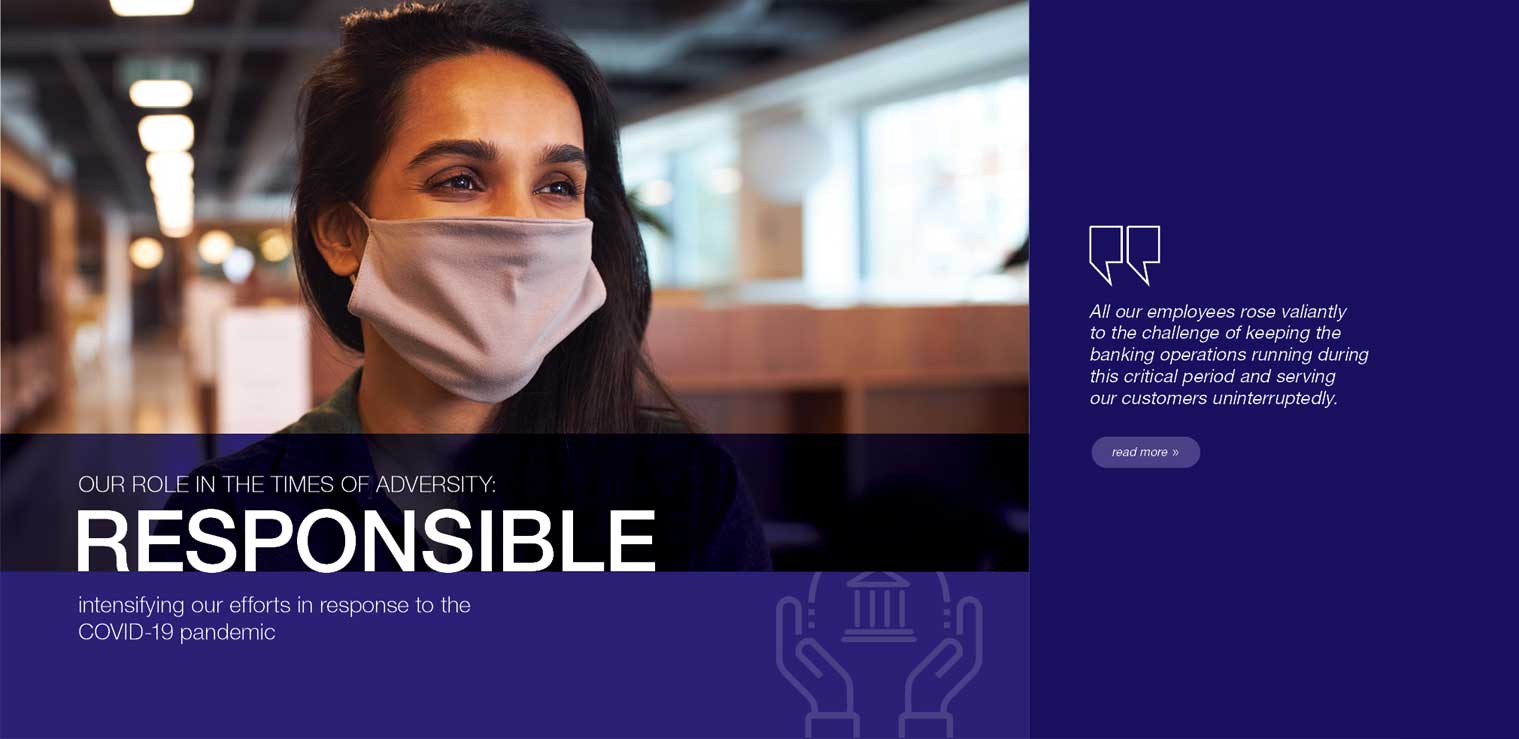 OUR ROLE IN THE TIMES OF ADVERSITY:
RESPONSIBLE
intensifying our efforts in response to the
COVID-19 pandemic
All our employees rose valiantly
to the challenge of keeping the
banking operations running during
this critical period and serving
our customers uninterruptedly.
read more »